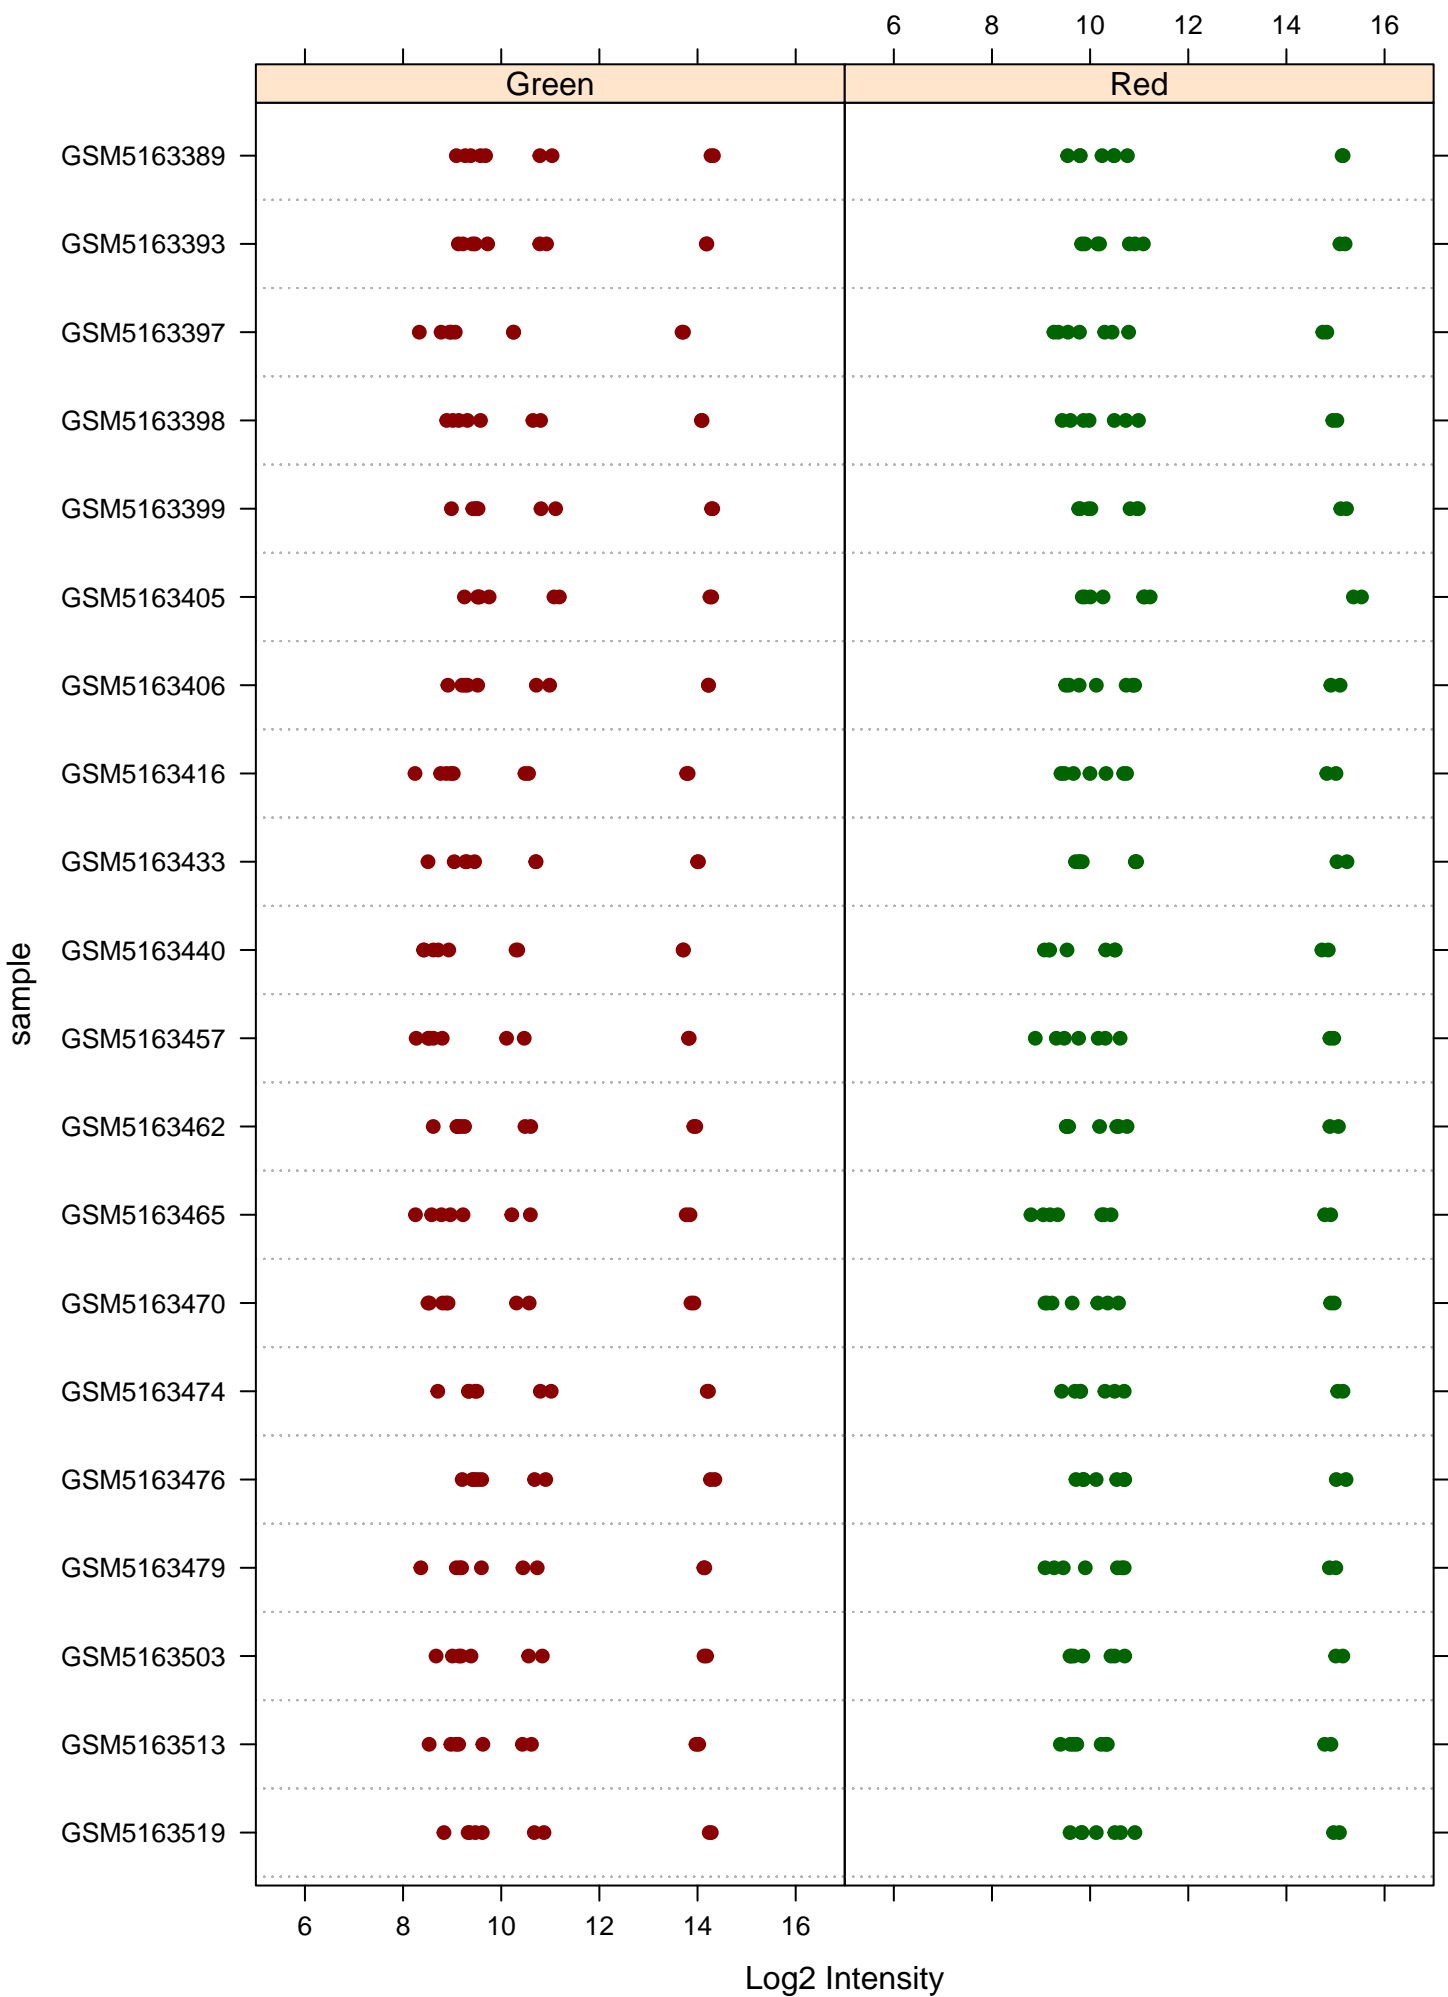 6 8 10 12 14 16
Green Red
GSM5163389
GSM5163393
GSM5163397
GSM5163398
GSM5163399
GSM5163405
GSM5163406
GSM5163416
GSM5163433
GSM5163440
GSM5163457
GSM5163462
GSM5163465
GSM5163470
GSM5163474
GSM5163476
GSM5163479
GSM5163503
GSM5163513
GSM5163519
sample
6 8 10 12 14 16
Log2 Intensity